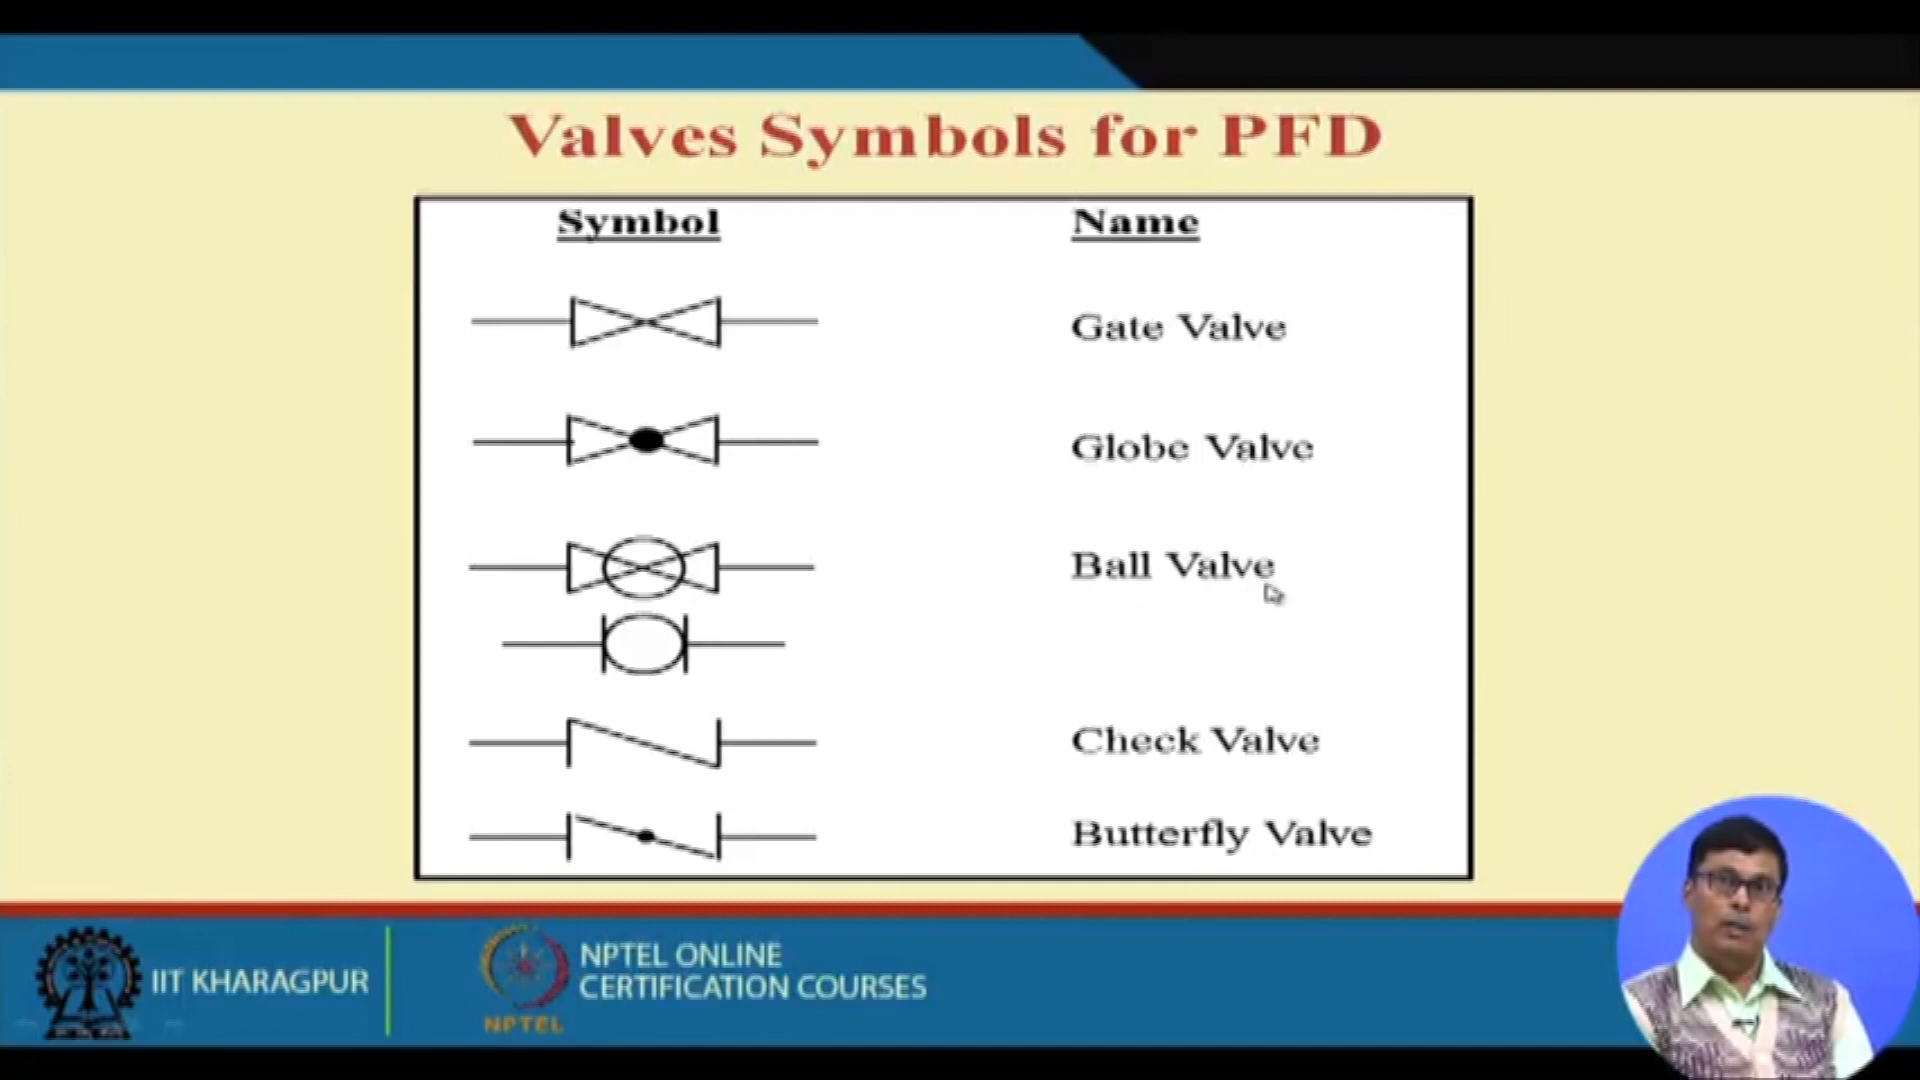 Valves Symbols for PFD
Symbol Name
Gate Valve
Globe Valve
Ball Valve
Check Valve
Butterfly Valve
IIT KHARAGPUR
NPTEL ONLINE
CERTIFICATION COURSES
NPTEL